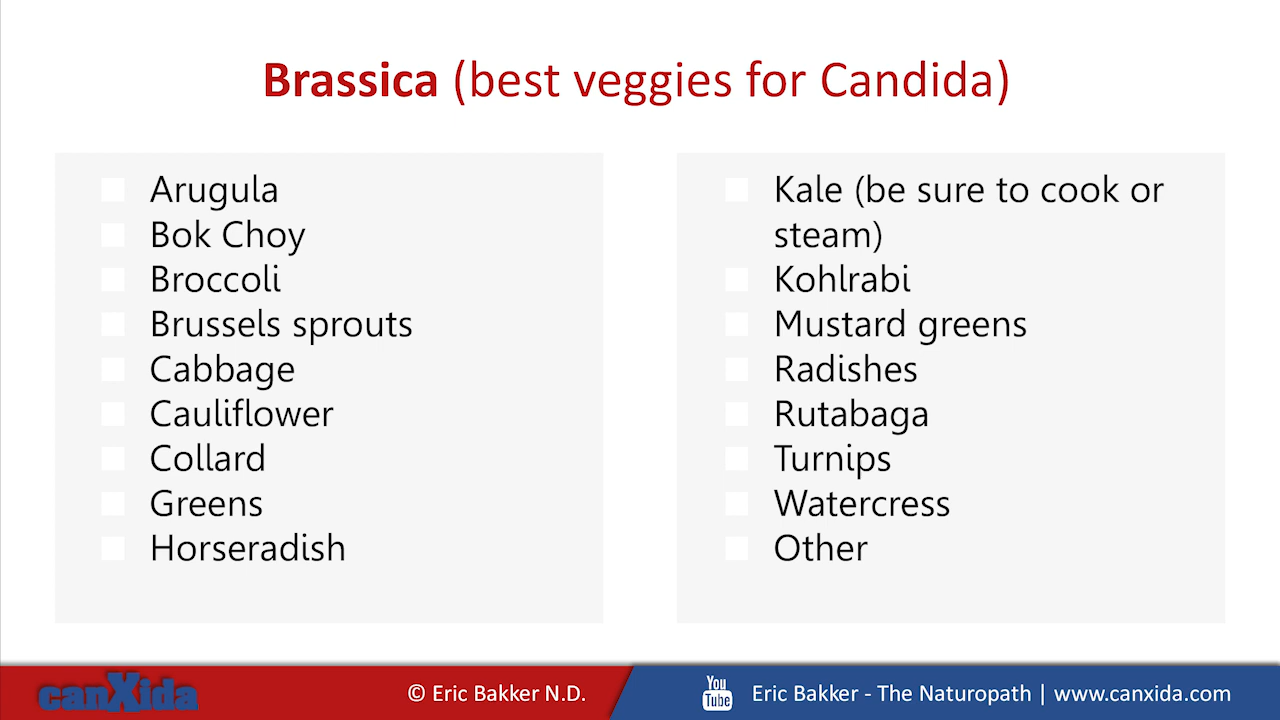 Brassica (best veggies for Candida)
Arugula
Bok Choy
Broccoli
Brussels sprouts
Cabbage
Cauliflower
Collard
Greens
Horseradish
Kale (be sure to cook or
steam)
Kohlrabi
Mustard greens
Radishes
Rutabaga
Turnips
Watercress
Other
canXida
© Eric Bakker N.D.
You
Tube
Eric Bakker - The Naturopath | www.canxida.com